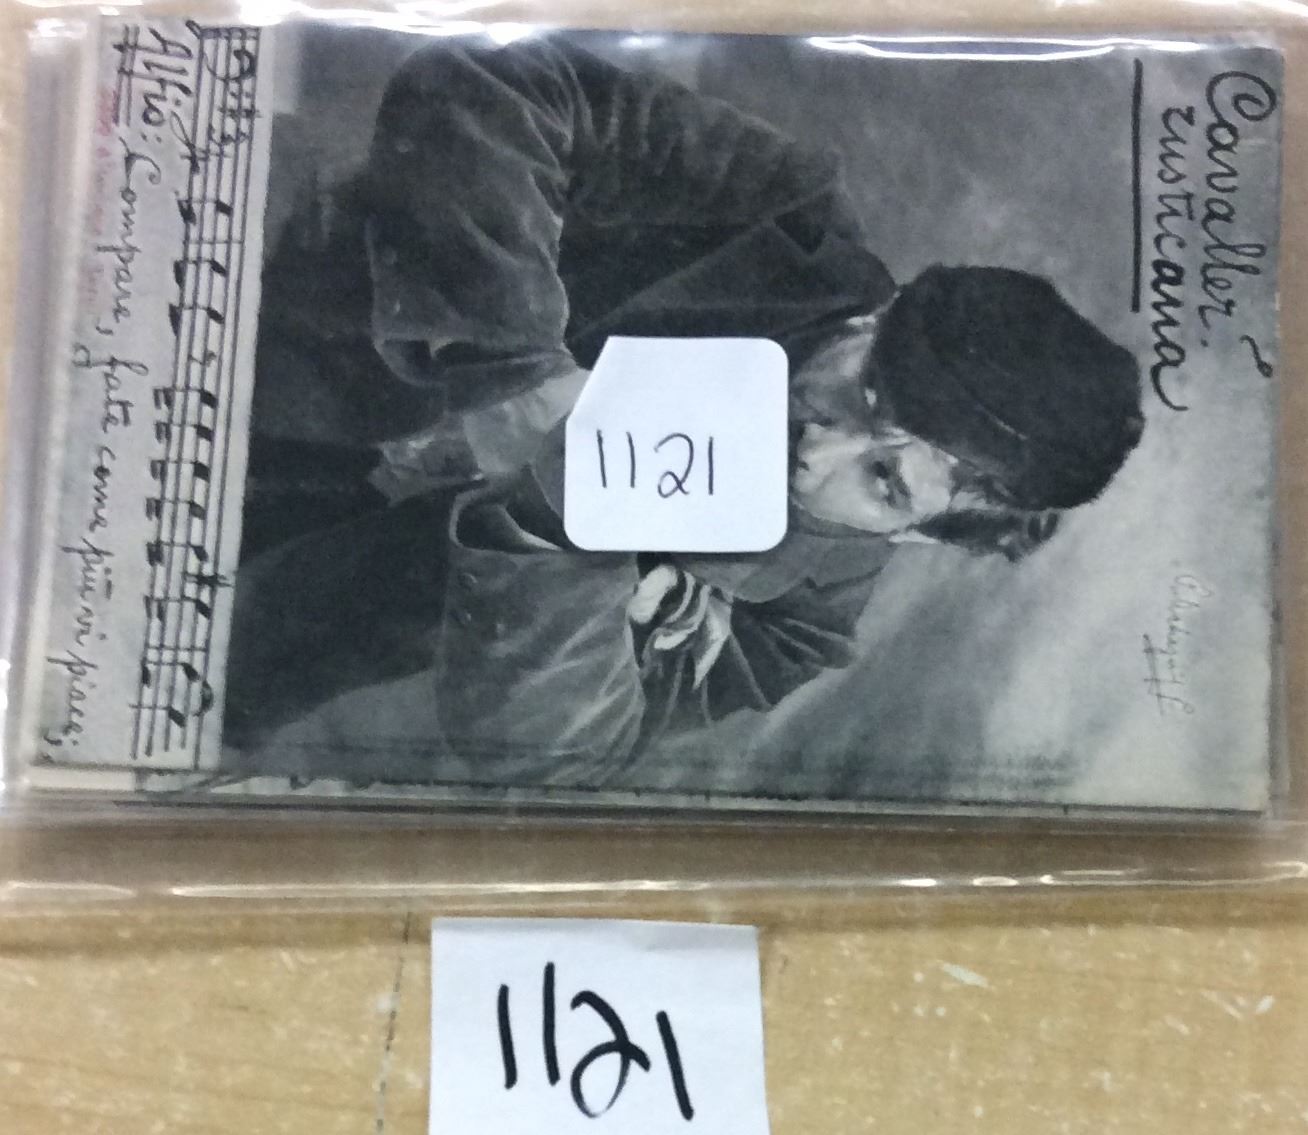 Cavalleria
rusticana
Alfio:
Compare, fate come più vi piace;
1121
1121